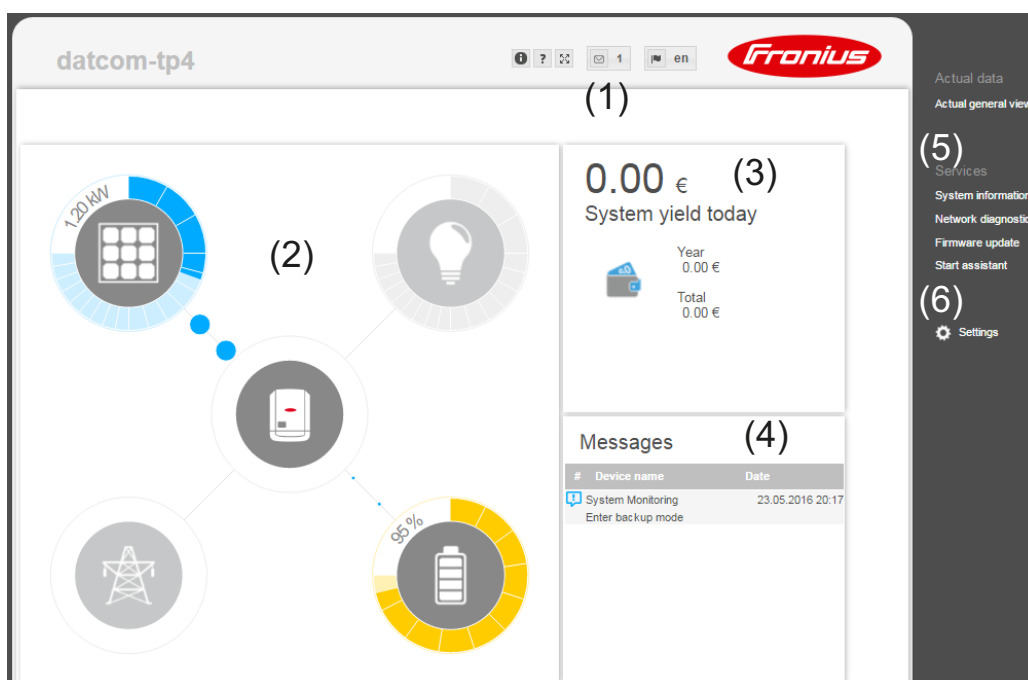 datcom-tp4
i ? 1 en
Fronius
(1)
1.20 kW
(2)
95 %
0.00 €
(3)
System yield today
Year
0.00 €
Total
0.00 €
Messages
(4)
# Device name Date
System Monitoring 23.05.2016 20:17
Enter backup mode
Actual data
Actual general view
(5)
Services
System information
Network diagnostic
Firmware update
Start assistant
(6)
Settings